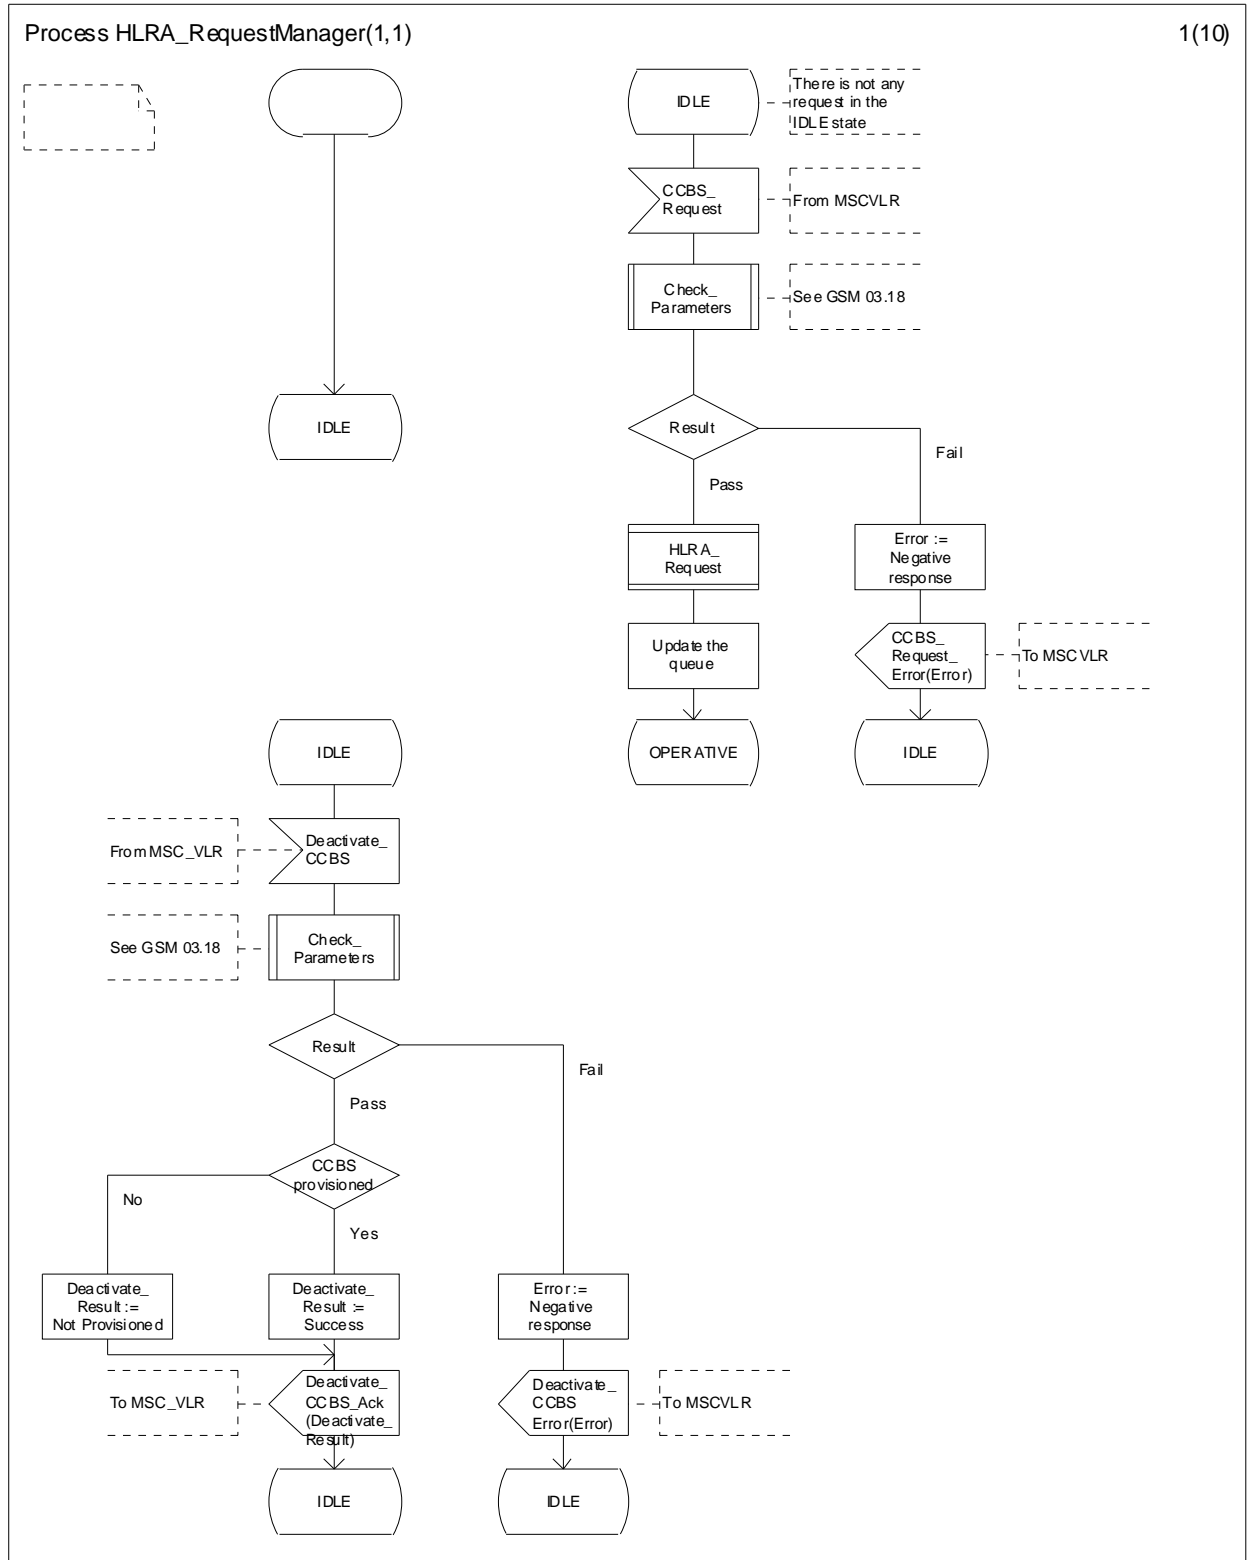 Process HLRA_RequestManager(1,1)
1(10)
IDLE
There is not any
request in the
IDLE state
CCBS_
Request
From MSCVLR
Check_
Parameters
See GSM 03.18
IDLE
Result
Fail
Pass
HLRA_
Request
Error :=
Negative
response
Update the
queue
CCBS_
Request_
Error(Error)
To MSCVLR
IDLE
OPERATIVE
IDLE
From MSC_VLR
Deactivate_
CCBS
See GSM 03.18
Check_
Parameters
Result
Fail
Pass
CCBS
provisioned
No
Yes
Deactivate_
Result :=
Not Provisioned
Deactivate_
Result :=
Success
Error :=
Negative
response
To MSC_VLR
Deactivate_
CCBS_Ack
(Deactivate_
Result)
Deactivate_
CCBS
Error(Error)
To MSCVLR
IDLE
IDLE